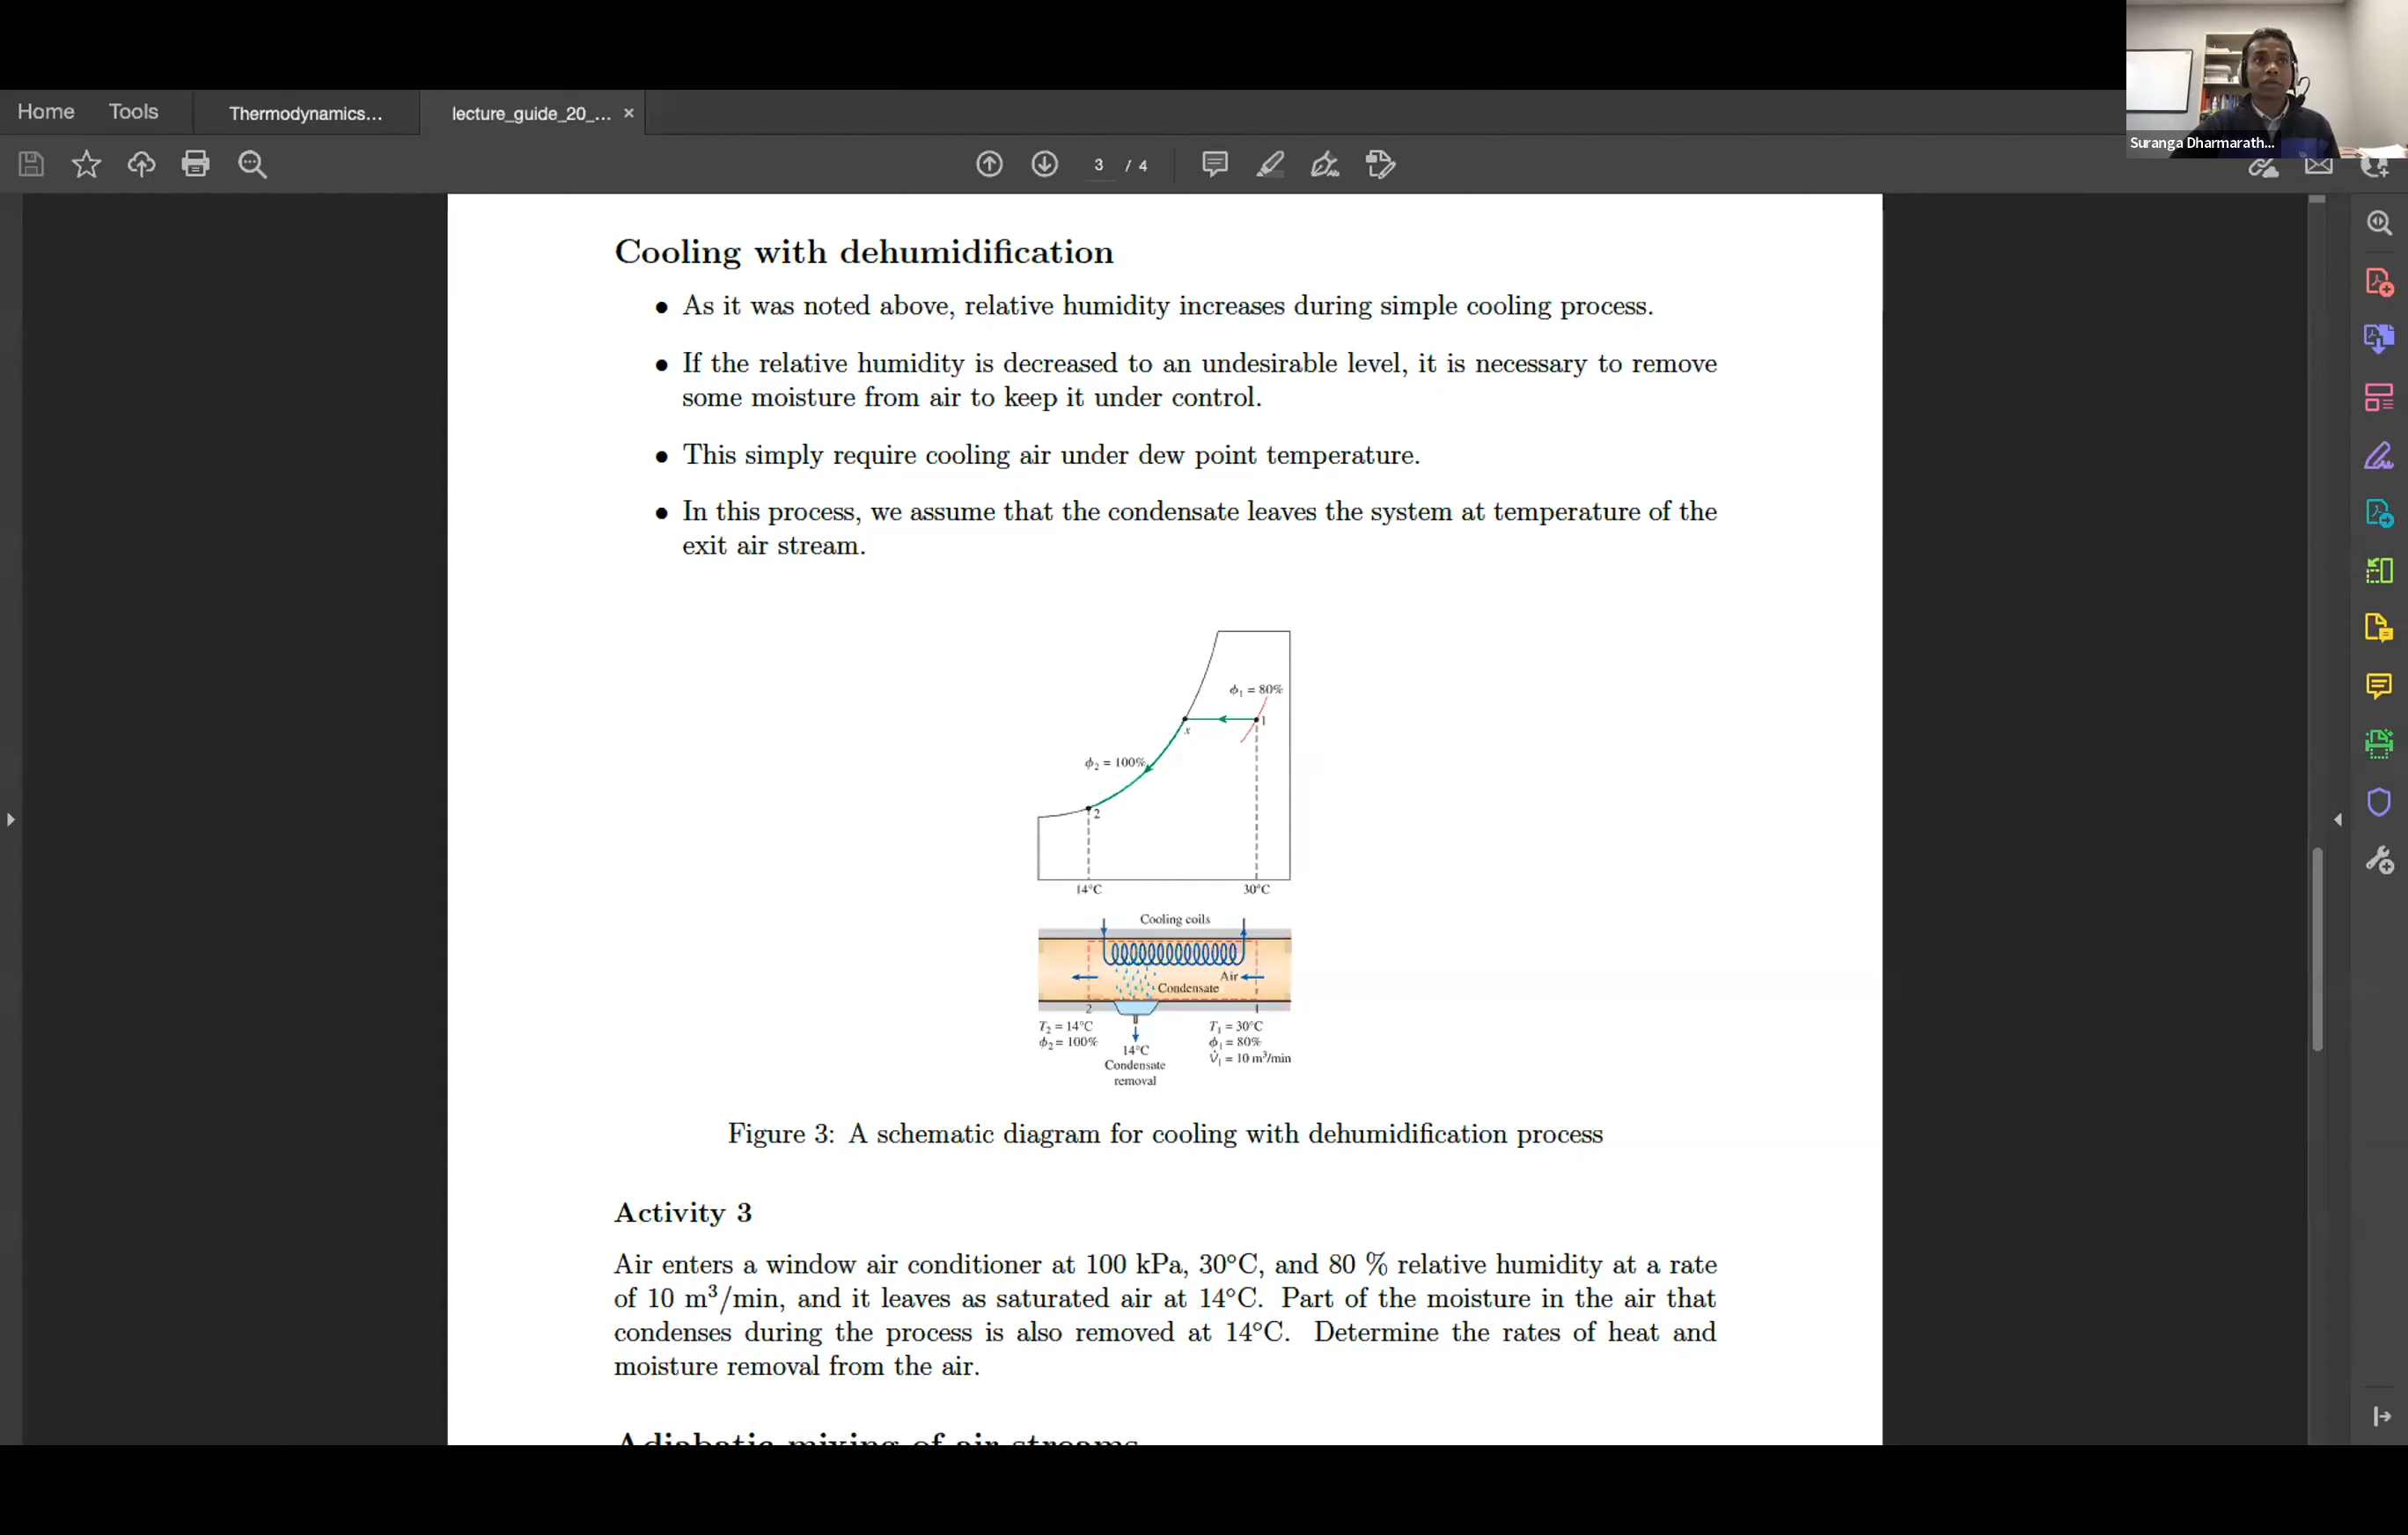 Suranga Dharmarath...
Home Tools Thermodynamics... lecture_guide_20_... ×
3 / 4
Cooling with dehumidification
• As it was noted above, relative humidity increases during simple cooling process.
• If the relative humidity is decreased to an undesirable level, it is necessary to remove
some moisture from air to keep it under control.
• This simply require cooling air under dew point temperature.
• In this process, we assume that the condensate leaves the system at temperature of the
exit air stream.
ϕ₁ = 80%
1
x
ϕ₂ = 100%
2
14°C 30°C
Cooling coils
Air
Condensate
2 1
T₂ = 14°C
ϕ₂ = 100%
14°C
Condensate
removal
T₁ = 30°C
ϕ₁ = 80%
V̇₁ = 10 m³/min
Figure 3: A schematic diagram for cooling with dehumidification process
Activity 3
Air enters a window air conditioner at 100 kPa, 30°C, and 80 % relative humidity at a rate
of 10 m³/min, and it leaves as saturated air at 14°C. Part of the moisture in the air that
condenses during the process is also removed at 14°C. Determine the rates of heat and
moisture removal from the air.
Adiabatic mixing of air streams